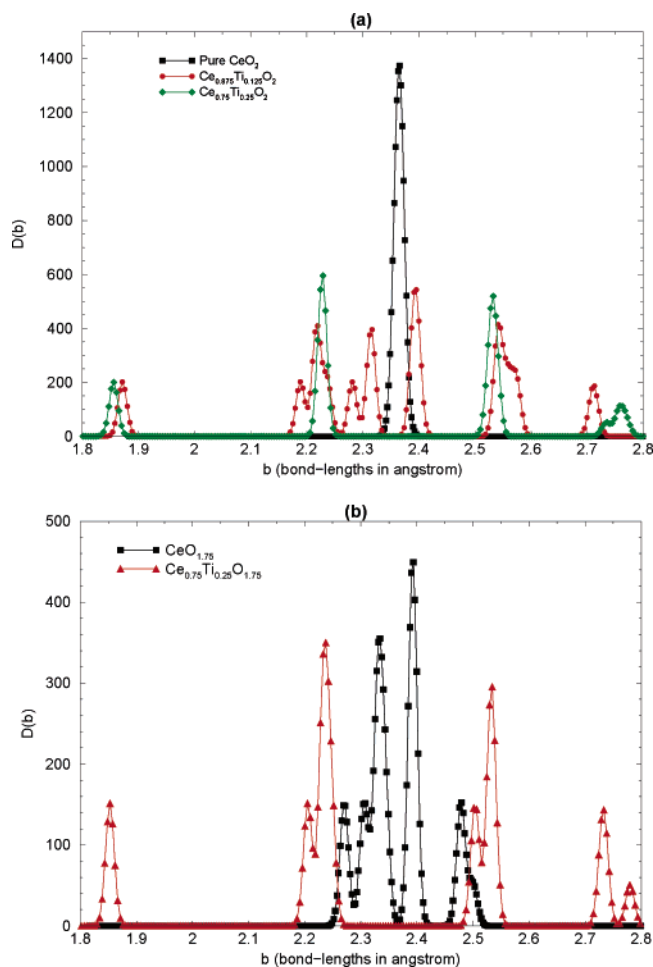 (a)
Pure CeO2
Ce0.875Ti0.125O2
Ce0.75Ti0.25O2
1400
1200
1000
800
600
400
200
0
D(b)
1.8 1.9 2 2.1 2.2 2.3 2.4 2.5 2.6 2.7 2.8
b (bond-lengths in angstrom)
(b)
CeO1.75
Ce0.75Ti0.25O1.75
500
400
300
200
100
0
D(b)
1.8 1.9 2 2.1 2.2 2.3 2.4 2.5 2.6 2.7 2.8
b (bond-lengths in angstrom)